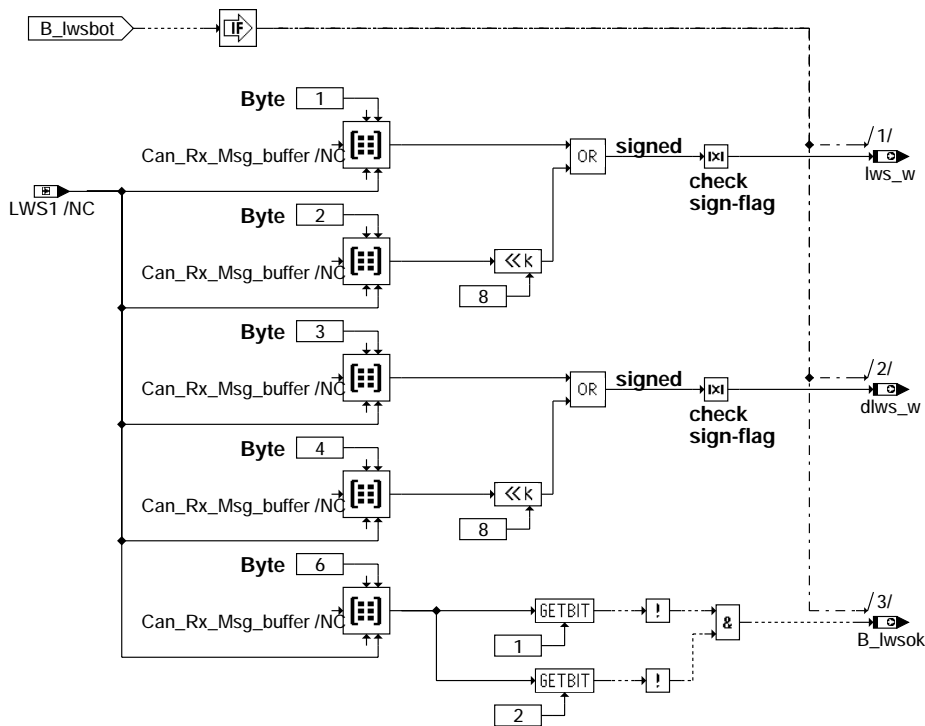 B_lwsbot
IF
Byte 1
Can_Rx_Msg_buffer /NC
OR
signed
|x|
check
sign-flag
/1/
lws_w
LWS1 /NC
Byte 2
Can_Rx_Msg_buffer /NC
<<k
8
Byte 3
Can_Rx_Msg_buffer /NC
OR
signed
|x|
check
sign-flag
/2/
dlws_w
Byte 4
Can_Rx_Msg_buffer /NC
<<k
8
Byte 6
Can_Rx_Msg_buffer /NC
GETBIT
!
1
&
/3/
B_lwsok
GETBIT
!
2